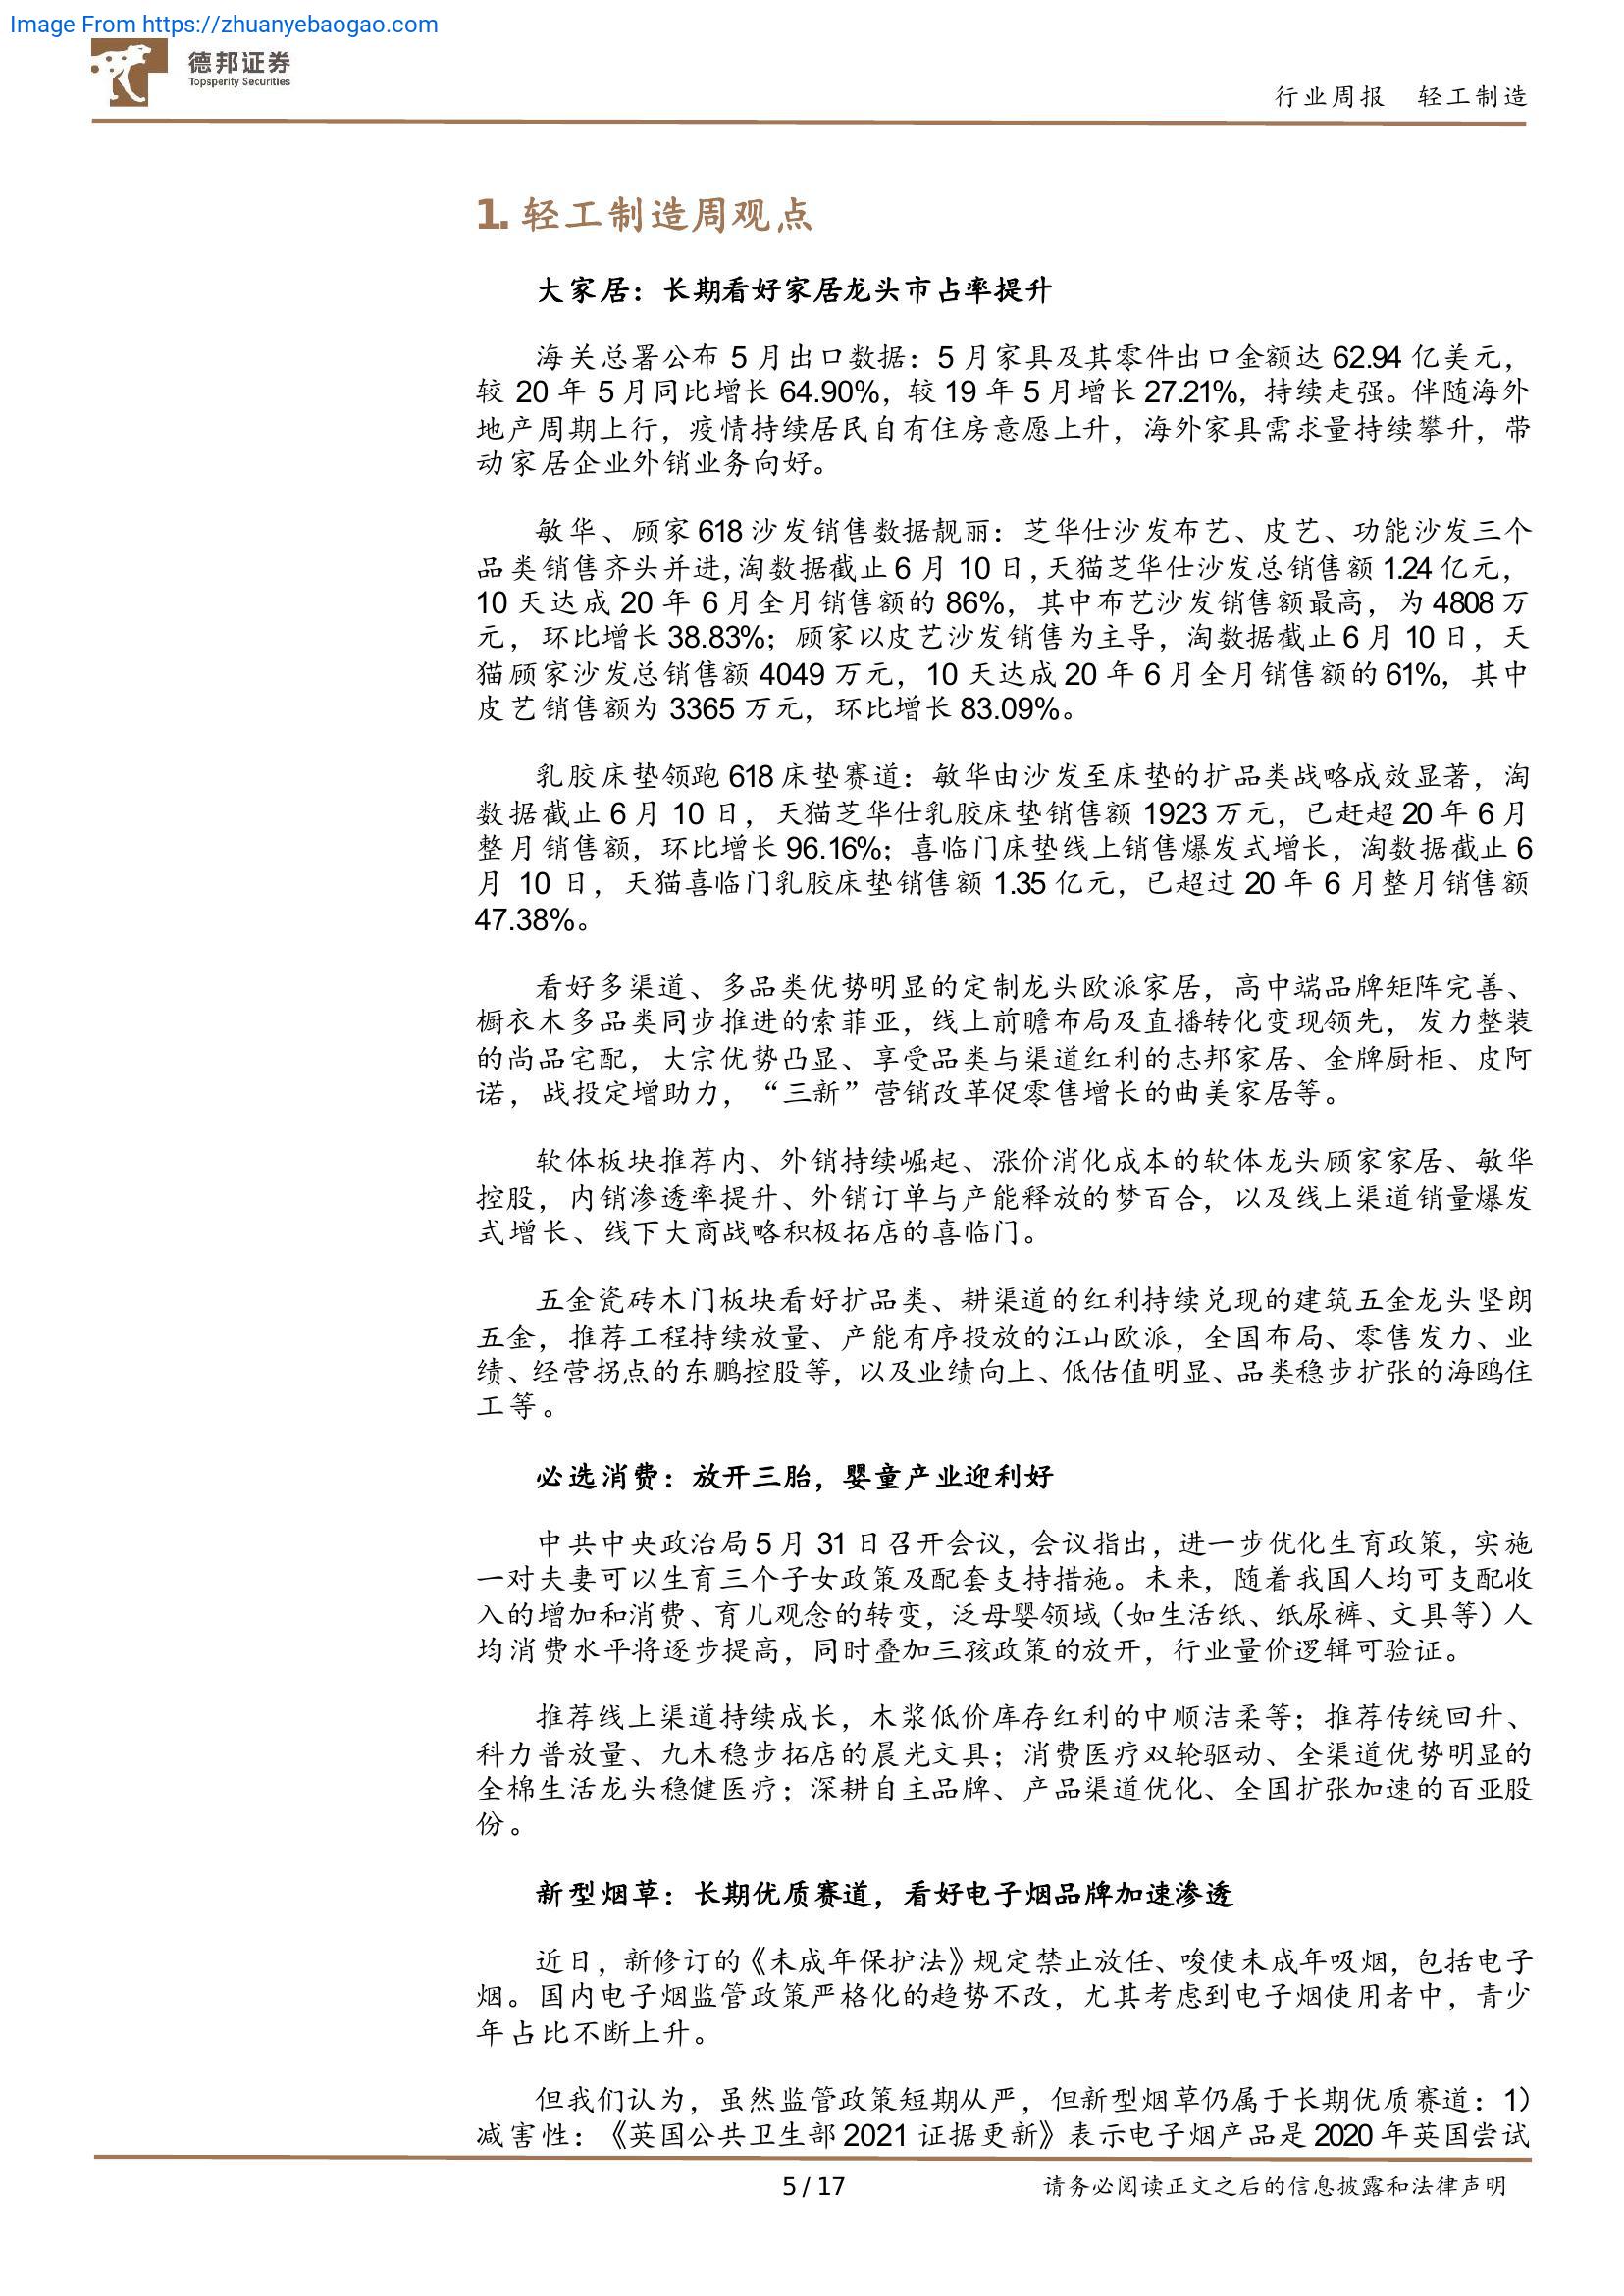 Image From https://zhuanyebaogao.com
德邦证券
Topsperity Securities
行业周报 轻工制造
1. 轻工制造周观点
大家居：长期看好家居龙头市占率提升
海关总署公布 5 月出口数据：5 月家具及其零件出口金额达 62.94 亿美元，
较 20 年 5 月同比增长 64.90%，较 19 年 5 月增长 27.21%，持续走强。伴随海外
地产周期上行，疫情持续居民自有住房意愿上升，海外家具需求量持续攀升，带
动家居企业外销业务向好。
敏华、顾家 618 沙发销售数据靓丽：芝华仕沙发布艺、皮艺、功能沙发三个
品类销售齐头并进,淘数据截止 6 月 10 日,天猫芝华仕沙发总销售额 1.24 亿元，
10 天达成 20 年 6 月全月销售额的 86%，其中布艺沙发销售额最高，为 4808 万
元，环比增长 38.83%；顾家以皮艺沙发销售为主导，淘数据截止 6 月 10 日，天
猫顾家沙发总销售额 4049 万元，10 天达成 20 年 6 月全月销售额的 61%，其中
皮艺销售额为 3365 万元，环比增长 83.09%。
乳胶床垫领跑 618 床垫赛道：敏华由沙发至床垫的扩品类战略成效显著，淘
数据截止 6 月 10 日，天猫芝华仕乳胶床垫销售额 1923 万元，已赶超 20 年 6 月
整月销售额，环比增长 96.16%；喜临门床垫线上销售爆发式增长，淘数据截止 6
月 10 日，天猫喜临门乳胶床垫销售额 1.35 亿元，已超过 20 年 6 月整月销售额
47.38%。
看好多渠道、多品类优势明显的定制龙头欧派家居，高中端品牌矩阵完善、
橱衣木多品类同步推进的索菲亚，线上前瞻布局及直播转化变现领先，发力整装
的尚品宅配，大宗优势凸显、享受品类与渠道红利的志邦家居、金牌厨柜、皮阿
诺，战投定增助力，“三新”营销改革促零售增长的曲美家居等。
软体板块推荐内、外销持续崛起、涨价消化成本的软体龙头顾家家居、敏华
控股，内销渗透率提升、外销订单与产能释放的梦百合，以及线上渠道销量爆发
式增长、线下大商战略积极拓店的喜临门。
五金瓷砖木门板块看好扩品类、耕渠道的红利持续兑现的建筑五金龙头坚朗
五金，推荐工程持续放量、产能有序投放的江山欧派，全国布局、零售发力、业
绩、经营拐点的东鹏控股等，以及业绩向上、低估值明显、品类稳步扩张的海鸥住
工等。
必选消费：放开三胎，婴童产业迎利好
中共中央政治局 5 月 31 日召开会议，会议指出，进一步优化生育政策，实施
一对夫妻可以生育三个子女政策及配套支持措施。未来，随着我国人均可支配收
入的增加和消费、育儿观念的转变，泛母婴领域（如生活纸、纸尿裤、文具等）人
均消费水平将逐步提高，同时叠加三孩政策的放开，行业量价逻辑可验证。
推荐线上渠道持续成长，木浆低价库存红利的中顺洁柔等；推荐传统回升、
科力普放量、九木稳步拓店的晨光文具；消费医疗双轮驱动、全渠道优势明显的
全棉生活龙头稳健医疗；深耕自主品牌、产品渠道优化、全国扩张加速的百亚股
份。
新型烟草：长期优质赛道，看好电子烟品牌加速渗透
近日，新修订的《未成年保护法》规定禁止放任、唆使未成年吸烟，包括电子
烟。国内电子烟监管政策严格化的趋势不改，尤其考虑到电子烟使用者中，青少
年占比不断上升。
但我们认为，虽然监管政策短期从严，但新型烟草仍属于长期优质赛道：1）
减害性：《英国公共卫生部 2021 证据更新》表示电子烟产品是 2020 年英国尝试
5 / 17
请务必阅读正文之后的信息披露和法律声明